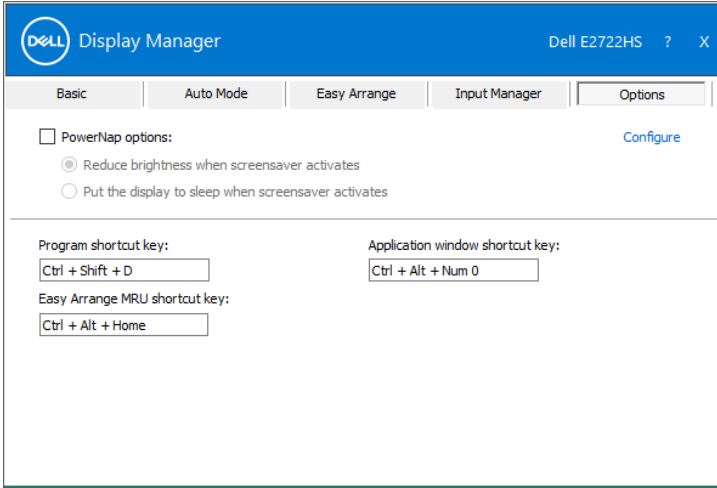 DELL Display Manager Dell E2722HS ? X
Basic Auto Mode Easy Arrange Input Manager Options
PowerNap options: Configure
Reduce brightness when screensaver activates
Put the display to sleep when screensaver activates
Program shortcut key: Application window shortcut key:
Ctrl + Shift + D Ctrl + Alt + Num 0
Easy Arrange MRU shortcut key:
Ctrl + Alt + Home